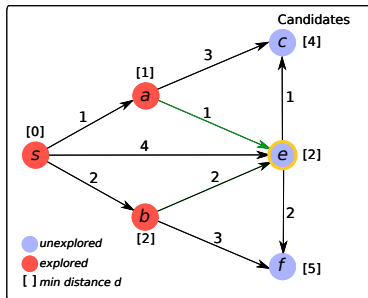 Candidates
c [4]
3
[1]
a
1
1
1
[0]
s
4
e [2]
2
2
2
b
[2]
3
f [5]
unexplored
explored
[ ] min distance d